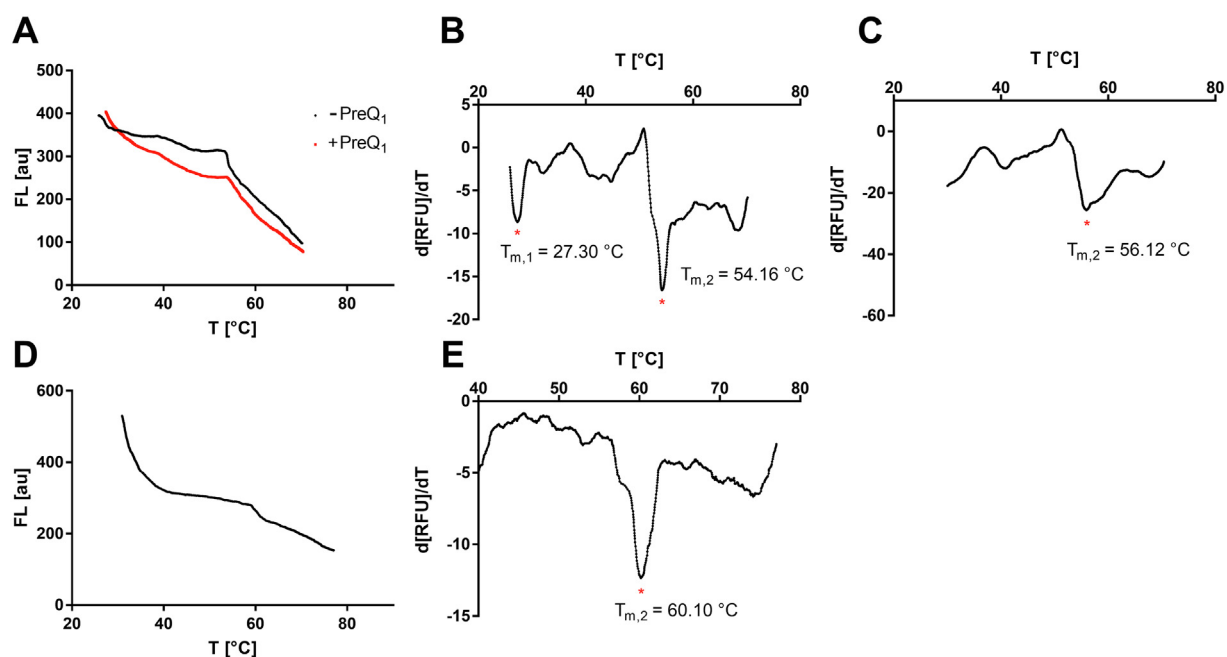 A
500
400
300
200
100
0
FL [au]
20 40 60 80
T [°C]
-PreQ1
+PreQ1
B
T [°C]
20 40 60 80
5
0
-5
-10
-15
-20
d[RFU]/dT
*
Tm,1 = 27.30 °C
Tm,2 = 54.16 °C
*
C
T [°C]
20 40 60 80
0
-20
-40
-60
d[RFU]/dT
*
Tm,2 = 56.12 °C
D
600
400
200
0
FL [au]
20 40 60 80
T [°C]
E
T [°C]
40 50 60 70 80
0
-5
-10
-15
d[RFU]/dT
*
Tm,2 = 60.10 °C